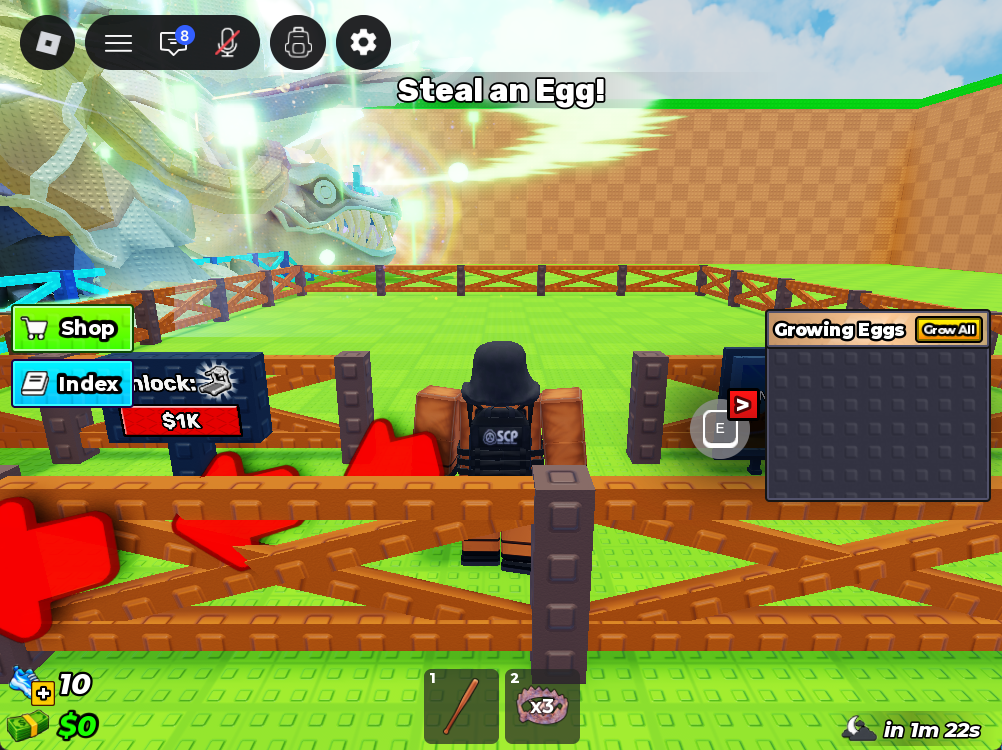 8
Steal an Egg!
Shop
Index
nlock:
$1K
SCP
Growing Eggs
Grow All
>
E
10
$0
1
2
x3
in 1m 22s